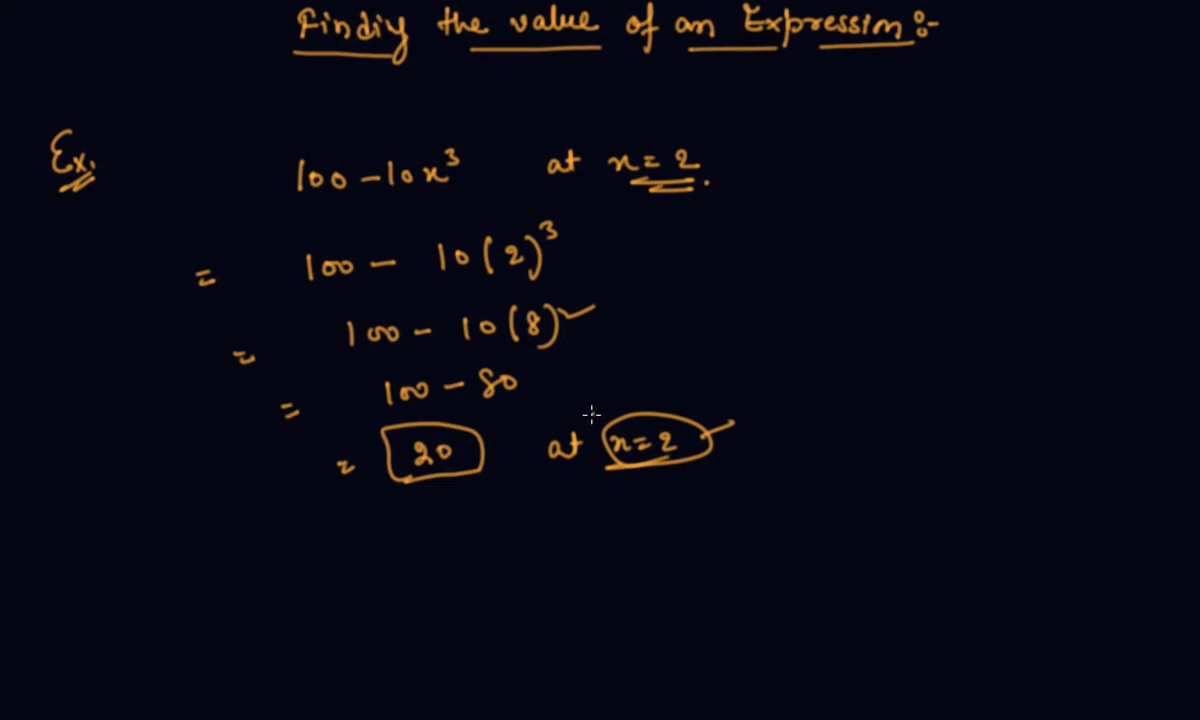 Findiy the value of an Expression:-
Ex. 100 - 10x³ at x = 2.
= 100 - 10(2)³
= 100 - 10(8)
= 100 - 80
= 20 at x = 2